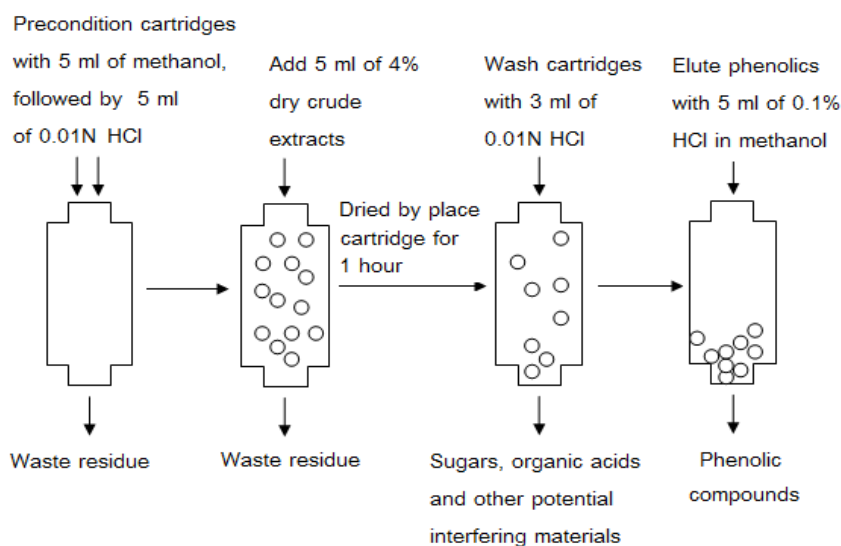 Precondition cartridges
with 5 ml of methanol,
followed by 5 ml
of 0.01N HCl
Add 5 ml of 4%
dry crude
extracts
Wash cartridges
with 3 ml of
0.01N HCl
Elute phenolics
with 5 ml of 0.1%
HCl in methanol
Dried by place
cartridge for
1 hour
Waste residue
Waste residue
Sugars, organic acids
and other potential
interfering materials
Phenolic
compounds